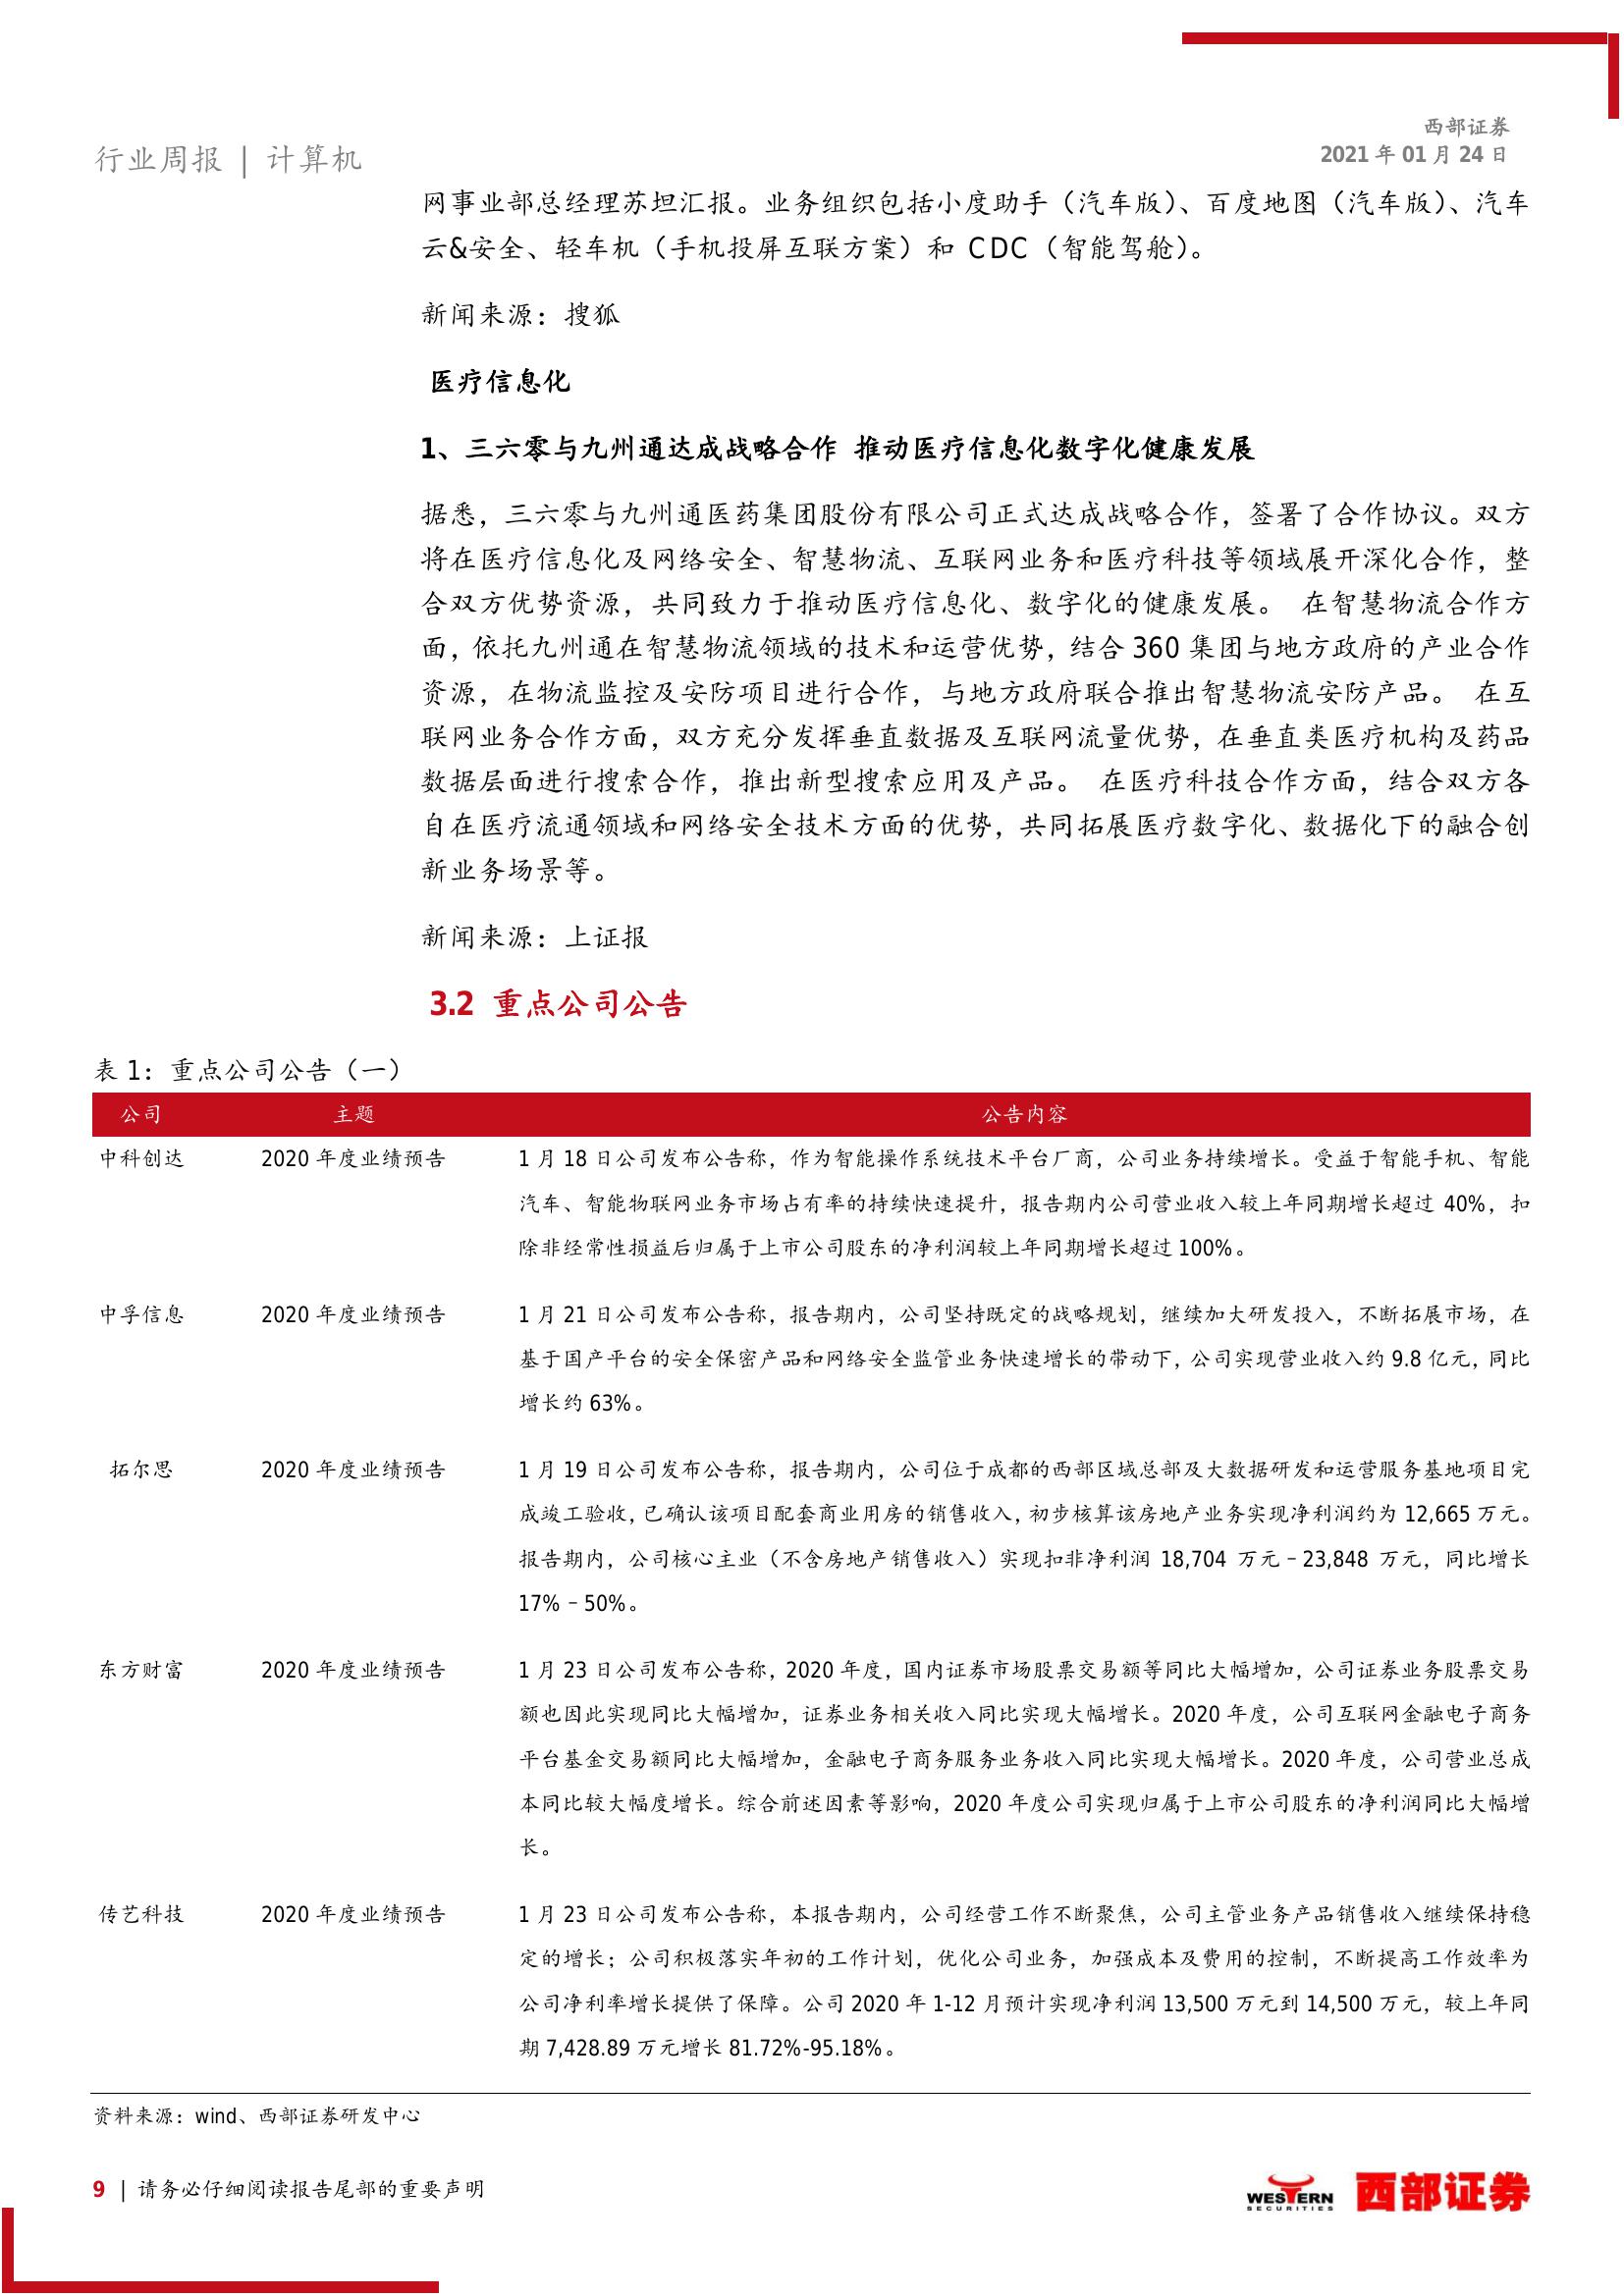 西部证券
2021 年 01 月 24 日
行业周报 | 计算机
网事业部总经理苏坦汇报。业务组织包括小度助手（汽车版）、百度地图（汽车版）、汽车
云&安全、轻车机（手机投屏互联方案）和 CDC（智能驾舱）。
新闻来源：搜狐
医疗信息化
1、三六零与九州通达成战略合作 推动医疗信息化数字化健康发展
据悉，三六零与九州通医药集团股份有限公司正式达成战略合作，签署了合作协议。双方
将在医疗信息化及网络安全、智慧物流、互联网业务和医疗科技等领域展开深化合作，整
合双方优势资源，共同致力于推动医疗信息化、数字化的健康发展。 在智慧物流合作方
面，依托九州通在智慧物流领域的技术和运营优势，结合 360 集团与地方政府的产业合作
资源，在物流监控及安防项目进行合作，与地方政府联合推出智慧物流安防产品。 在互
联网业务合作方面，双方充分发挥垂直数据及互联网流量优势，在垂直类医疗机构及药品
数据层面进行搜索合作，推出新型搜索应用及产品。 在医疗科技合作方面，结合双方各
自在医疗流通领域和网络安全技术方面的优势，共同拓展医疗数字化、数据化下的融合创
新业务场景等。
新闻来源：上证报
3.2 重点公司公告
表 1：重点公司公告（一）
公司 主题 公告内容
中科创达 2020 年度业绩预告 1 月 18 日公司发布公告称，作为智能操作系统技术平台厂商，公司业务持续增长。受益于智能手机、智能
汽车、智能物联网业务市场占有率的持续快速提升，报告期内公司营业收入较上年同期增长超过 40%，扣
除非经常性损益后归属于上市公司股东的净利润较上年同期增长超过 100%。
中孚信息 2020 年度业绩预告 1 月 21 日公司发布公告称，报告期内，公司坚持既定的战略规划，继续加大研发投入，不断拓展市场，在
基于国产平台的安全保密产品和网络安全监管业务快速增长的带动下，公司实现营业收入约 9.8 亿元，同比
增长约 63%。
拓尔思 2020 年度业绩预告 1 月 19 日公司发布公告称，报告期内，公司位于成都的西部区域总部及大数据研发和运营服务基地项目完
成竣工验收，已确认该项目配套商业用房的销售收入，初步核算该房地产业务实现净利润约为 12,665 万元。
报告期内，公司核心主业（不含房地产销售收入）实现扣非净利润 18,704 万元–23,848 万元，同比增长
17%–50%。
东方财富 2020 年度业绩预告 1 月 23 日公司发布公告称，2020 年度，国内证券市场股票交易额等同比大幅增加，公司证券业务股票交易
额也因此实现同比大幅增加，证券业务相关收入同比实现大幅增长。2020 年度，公司互联网金融电子商务
平台基金交易额同比大幅增加，金融电子商务服务业务收入同比实现大幅增长。2020 年度，公司营业总成
本同比较大幅度增长。综合前述因素等影响，2020 年度公司实现归属于上市公司股东的净利润同比大幅增
长。
传艺科技 2020 年度业绩预告 1 月 23 日公司发布公告称，本报告期内，公司经营工作不断聚焦，公司主管业务产品销售收入继续保持稳
定的增长；公司积极落实年初的工作计划，优化公司业务，加强成本及费用的控制，不断提高工作效率为
公司净利率增长提供了保障。公司 2020 年 1-12 月预计实现净利润 13,500 万元到 14,500 万元，较上年同
期 7,428.89 万元增长 81.72%-95.18%。
资料来源：wind、西部证券研发中心
9 | 请务必仔细阅读报告尾部的重要声明
WESTERN
SECURITIES
西部证券